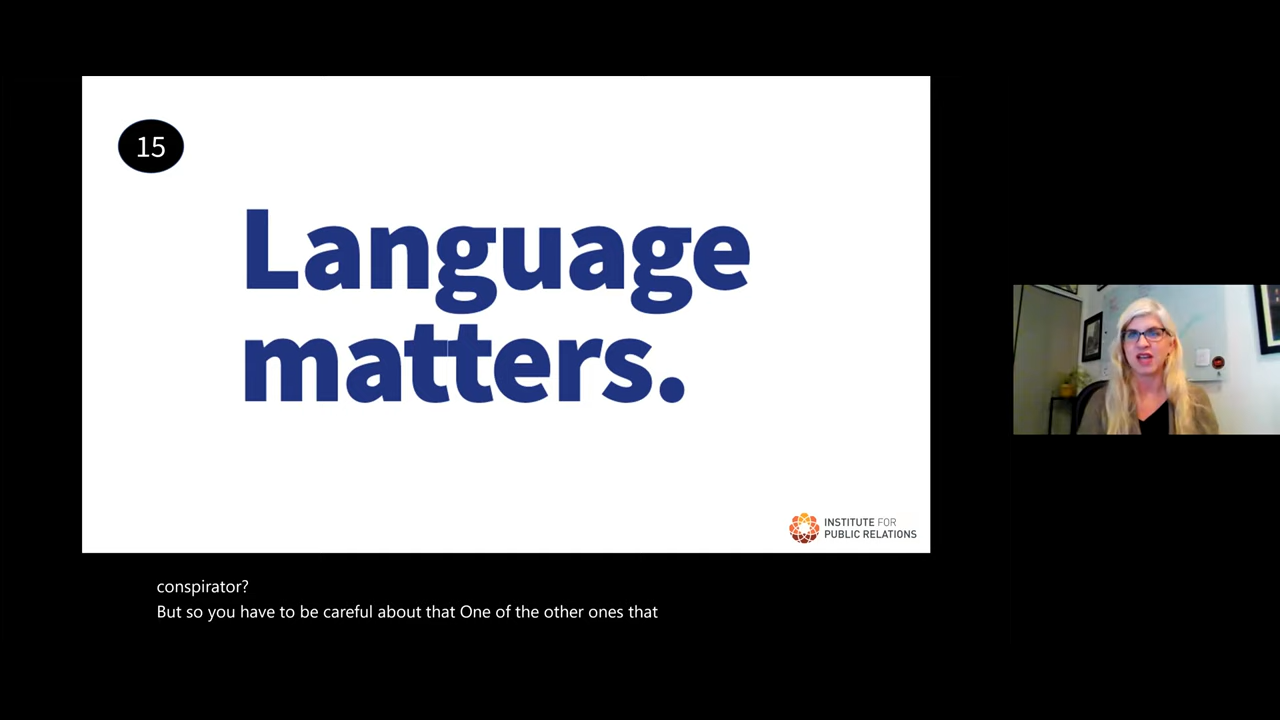 15
Language
matters.
INSTITUTE FOR
PUBLIC RELATIONS
conspirator?
But so you have to be careful about that One of the other ones that